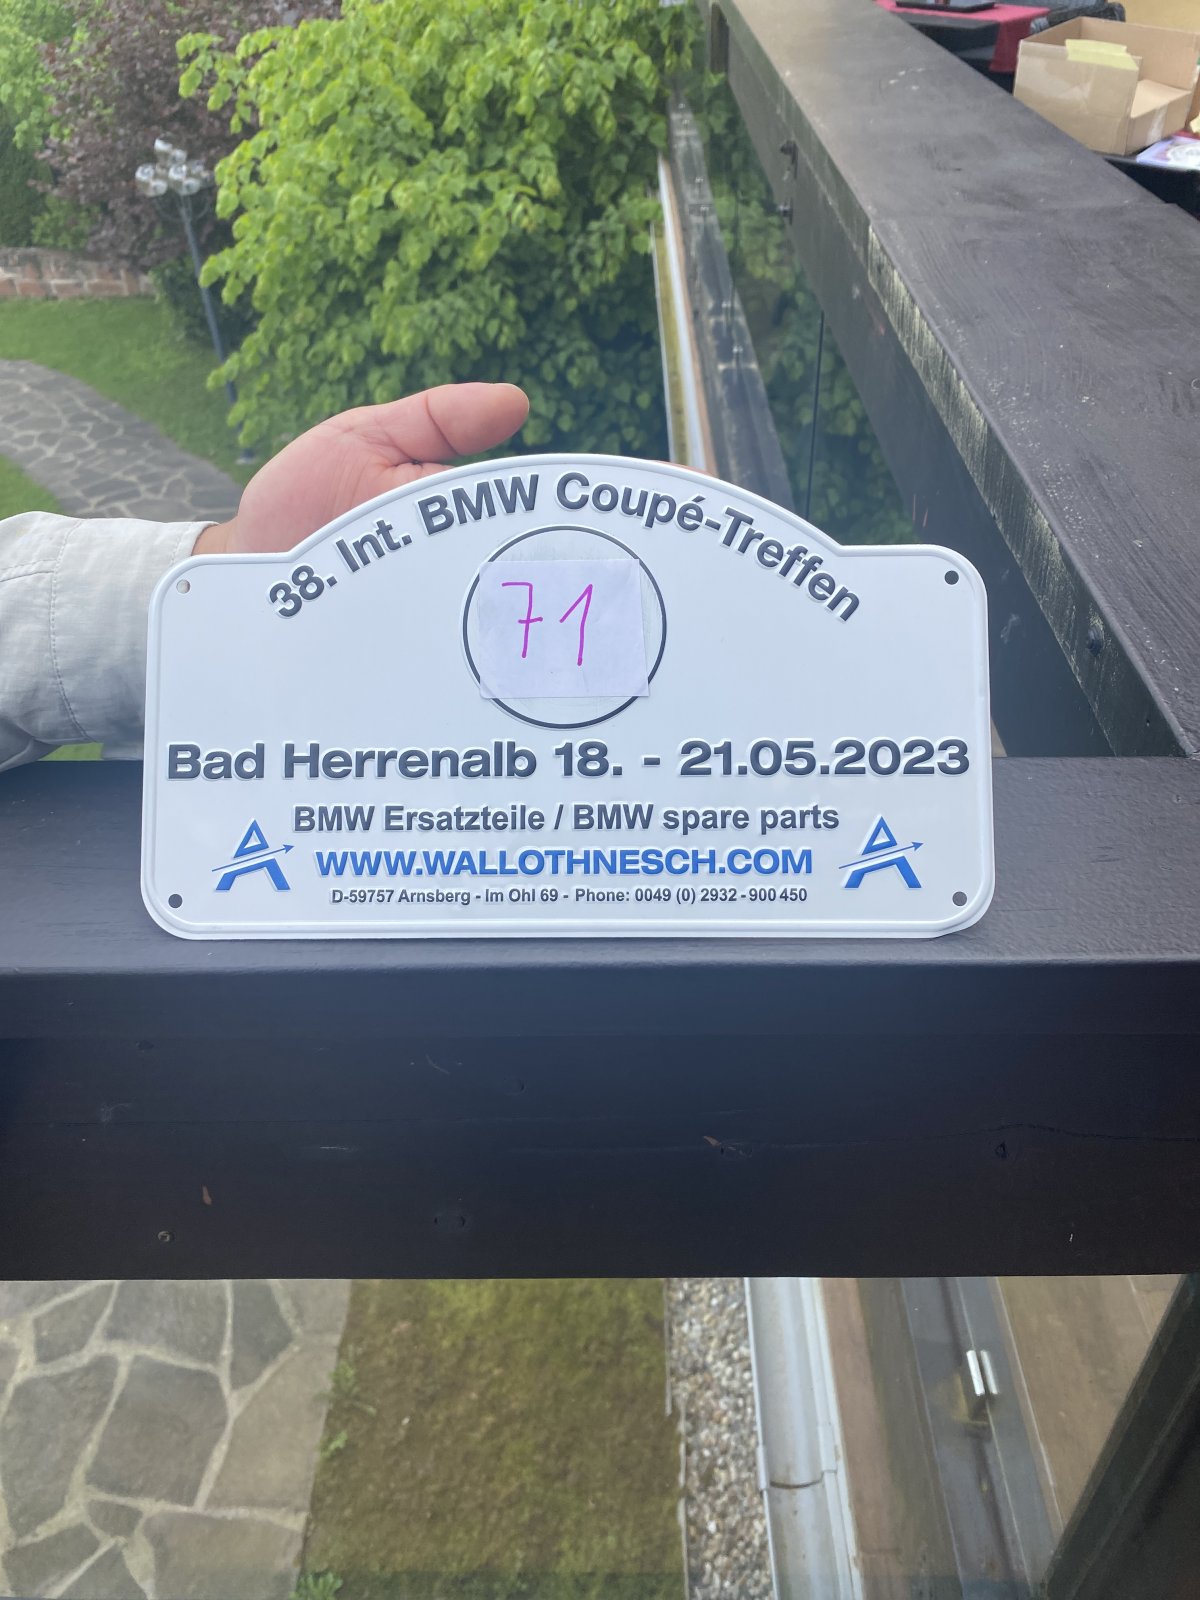 38. Int. BMW Coupé-Treffen
71
Bad Herrenalb 18. - 21.05.2023
BMW Ersatzteile / BMW spare parts
WWW.WALLOTHNESCH.COM
D-59757 Arnsberg - Im Ohl 69 - Phone: 0049 (0) 2932 - 900 450